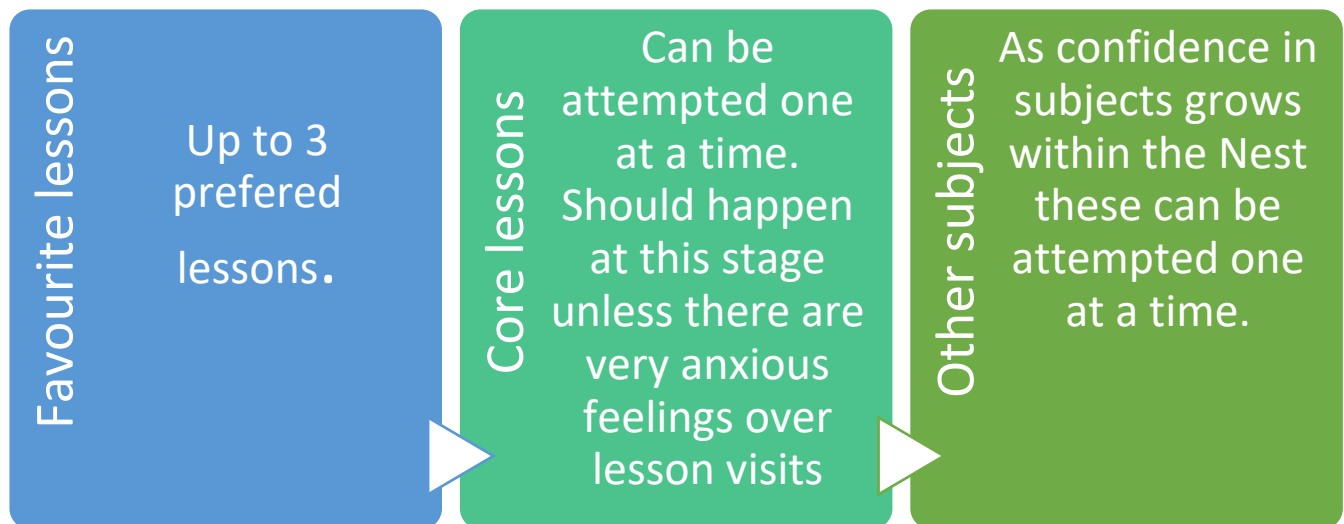 Favourite lessons
Up to 3
prefered
lessons.
Core lessons
Can be
attempted one
at a time.
Should happen
at this stage
unless there are
very anxious
feelings over
lesson visits
Other subjects
As confidence in
subjects grows
within the Nest
these can be
attempted one
at a time.